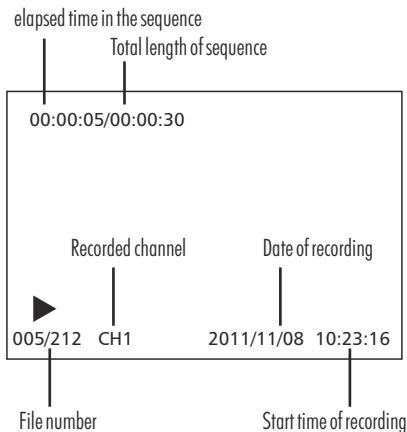 elapsed time in the sequence
Total length of sequence
00:00:05/00:00:30
Recorded channel
Date of recording
005/212 CH1 2011/11/08 10:23:16
File number
Start time of recording